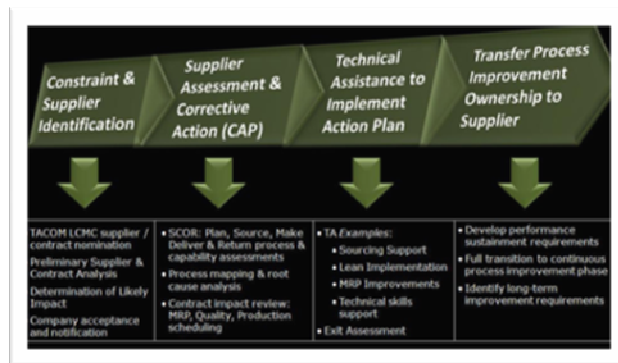 Constraint &
Supplier
Identification
Supplier
Assessment &
Corrective
Action (CAP)
Technical
Assistance to
Implement
Action Plan
Transfer Process
Improvement
Ownership to
Supplier
TACOM LCMC supplier /
contract nomination
Preliminary Supplier &
Contract Analysis
Determination of Likely
Impact
Company acceptance
and notification
• SCOR: Plan, Source, Make
Deliver & Return process &
capability assessments
• Process mapping & root
cause analysis
• Contract impact review:
MRP, Quality, Production
scheduling
• TA Examples:
• Sourcing Support
• Lean Implementation
• MRP Improvements
• Technical skills
support
• Exit Assessment
• Develop performance
sustainment requirements
• Full transition to continuous
process improvement phase
• Identify long-term
improvement requirements